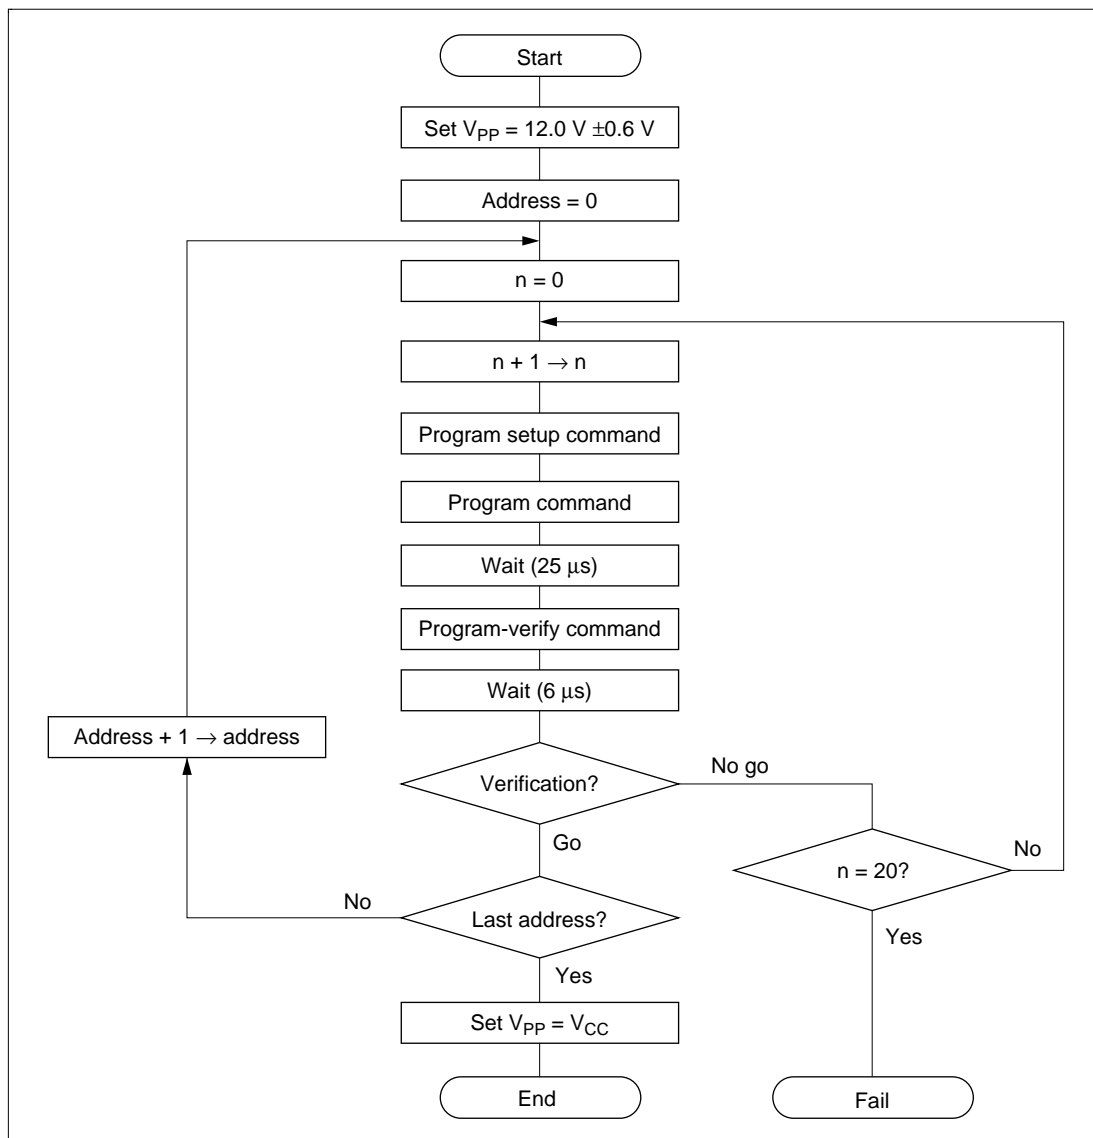 Start
Set VPP = 12.0 V ±0.6 V
Address = 0
n = 0
n + 1 → n
Program setup command
Program command
Wait (25 µs)
Program-verify command
Wait (6 µs)
Address + 1 → address
Verification?
No go
Go
n = 20?
No
No
Last address?
Yes
Yes
Set VPP = VCC
End
Fail